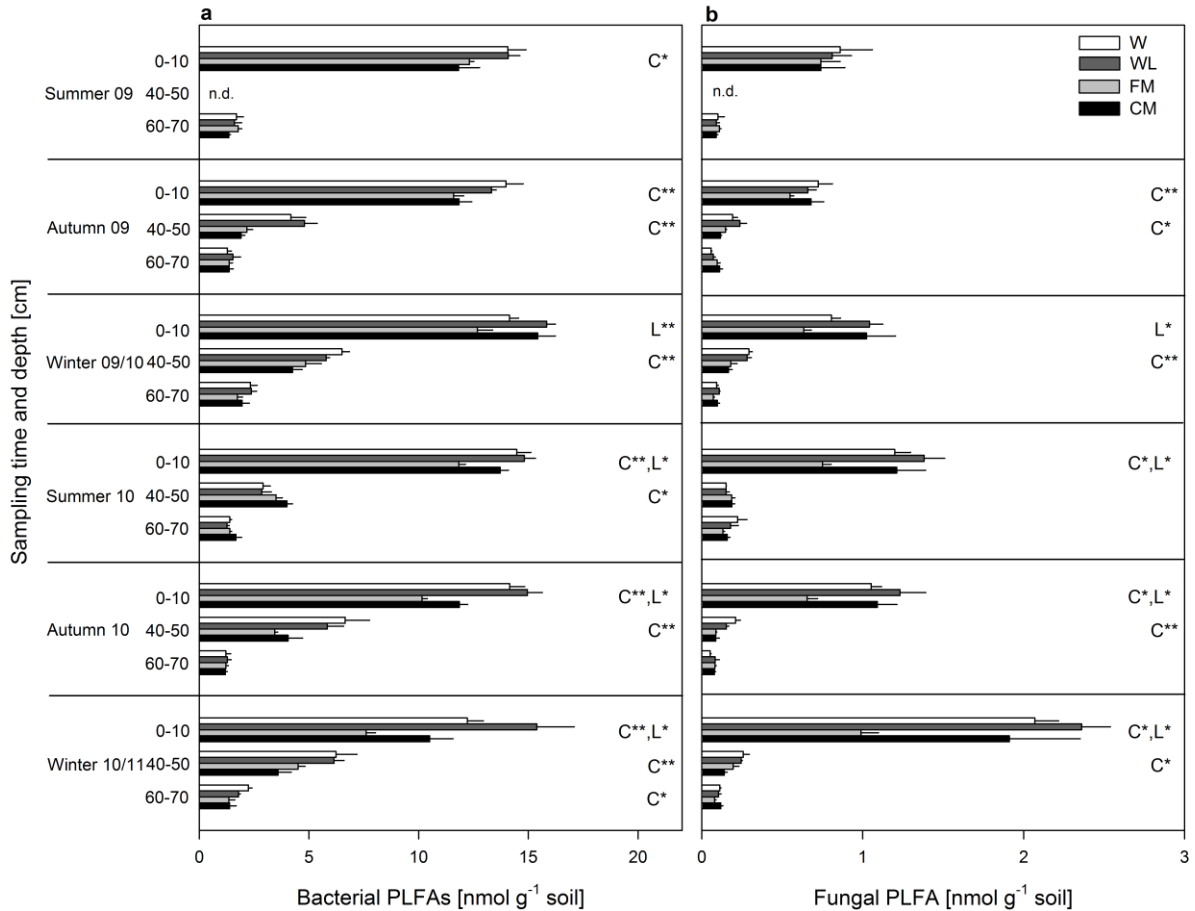 a
b
W
WL
FM
CM
Sampling time and depth [cm]
0-10 C*
Summer 09 40-50 n.d. n.d.
60-70
0-10 C** C**
Autumn 09 40-50 C** C*
60-70
0-10 L** L*
Winter 09/10 40-50 C** C**
60-70
0-10 C**,L* C*,L*
Summer 10 40-50 C*
60-70
0-10 C**,L* C*,L*
Autumn 10 40-50 C** C**
60-70
0-10 C**,L* C*,L*
Winter 10/11 40-50 C** C*
60-70 C*
0 5 10 15 20 0 1 2 3
Bacterial PLFAs [nmol g⁻¹ soil]
Fungal PLFA [nmol g⁻¹ soil]